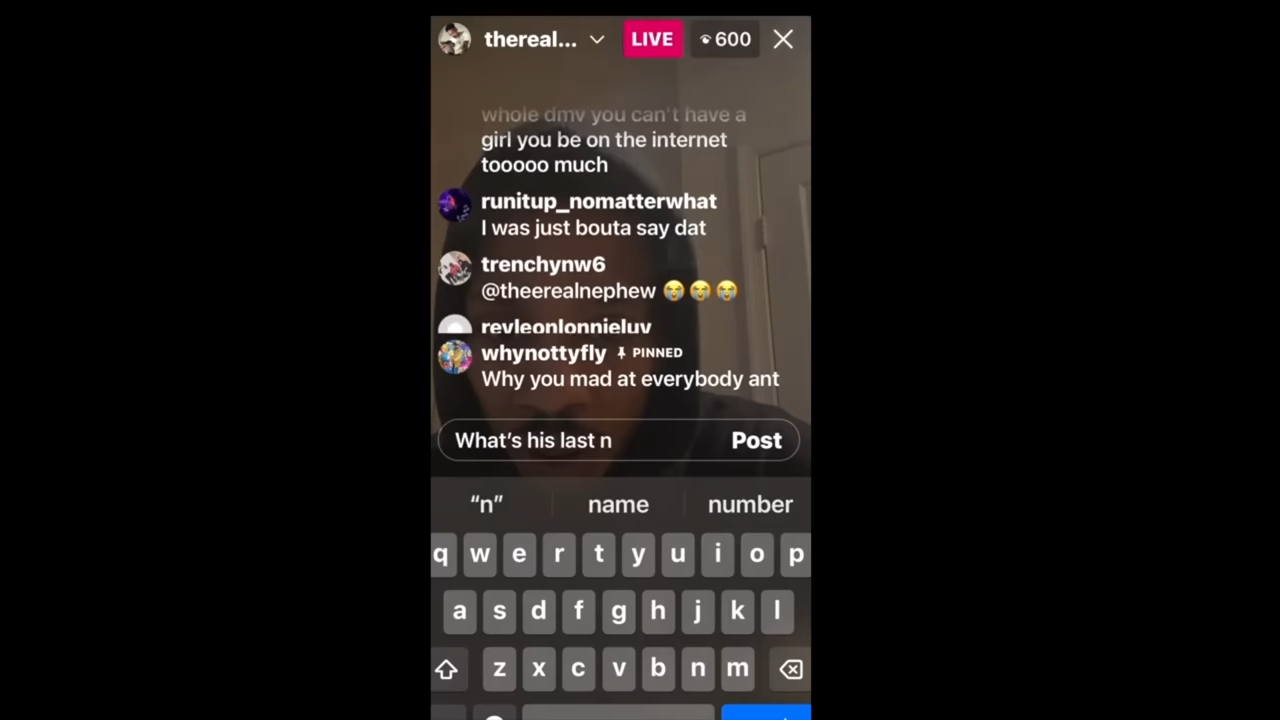 thereal...
LIVE
600
whole dmv you can't have a
girl you be on the internet
tooooo much
runitup_nomatterwhat
I was just bouta say dat
trenchynw6
@theerealnephew 😭😭😭
revleonlonnieluv
whynottyfly PINNED
Why you mad at everybody ant
What's his last n
Post
“n” name number
q w e r t y u i o p
a s d f g h j k l
z x c v b n m